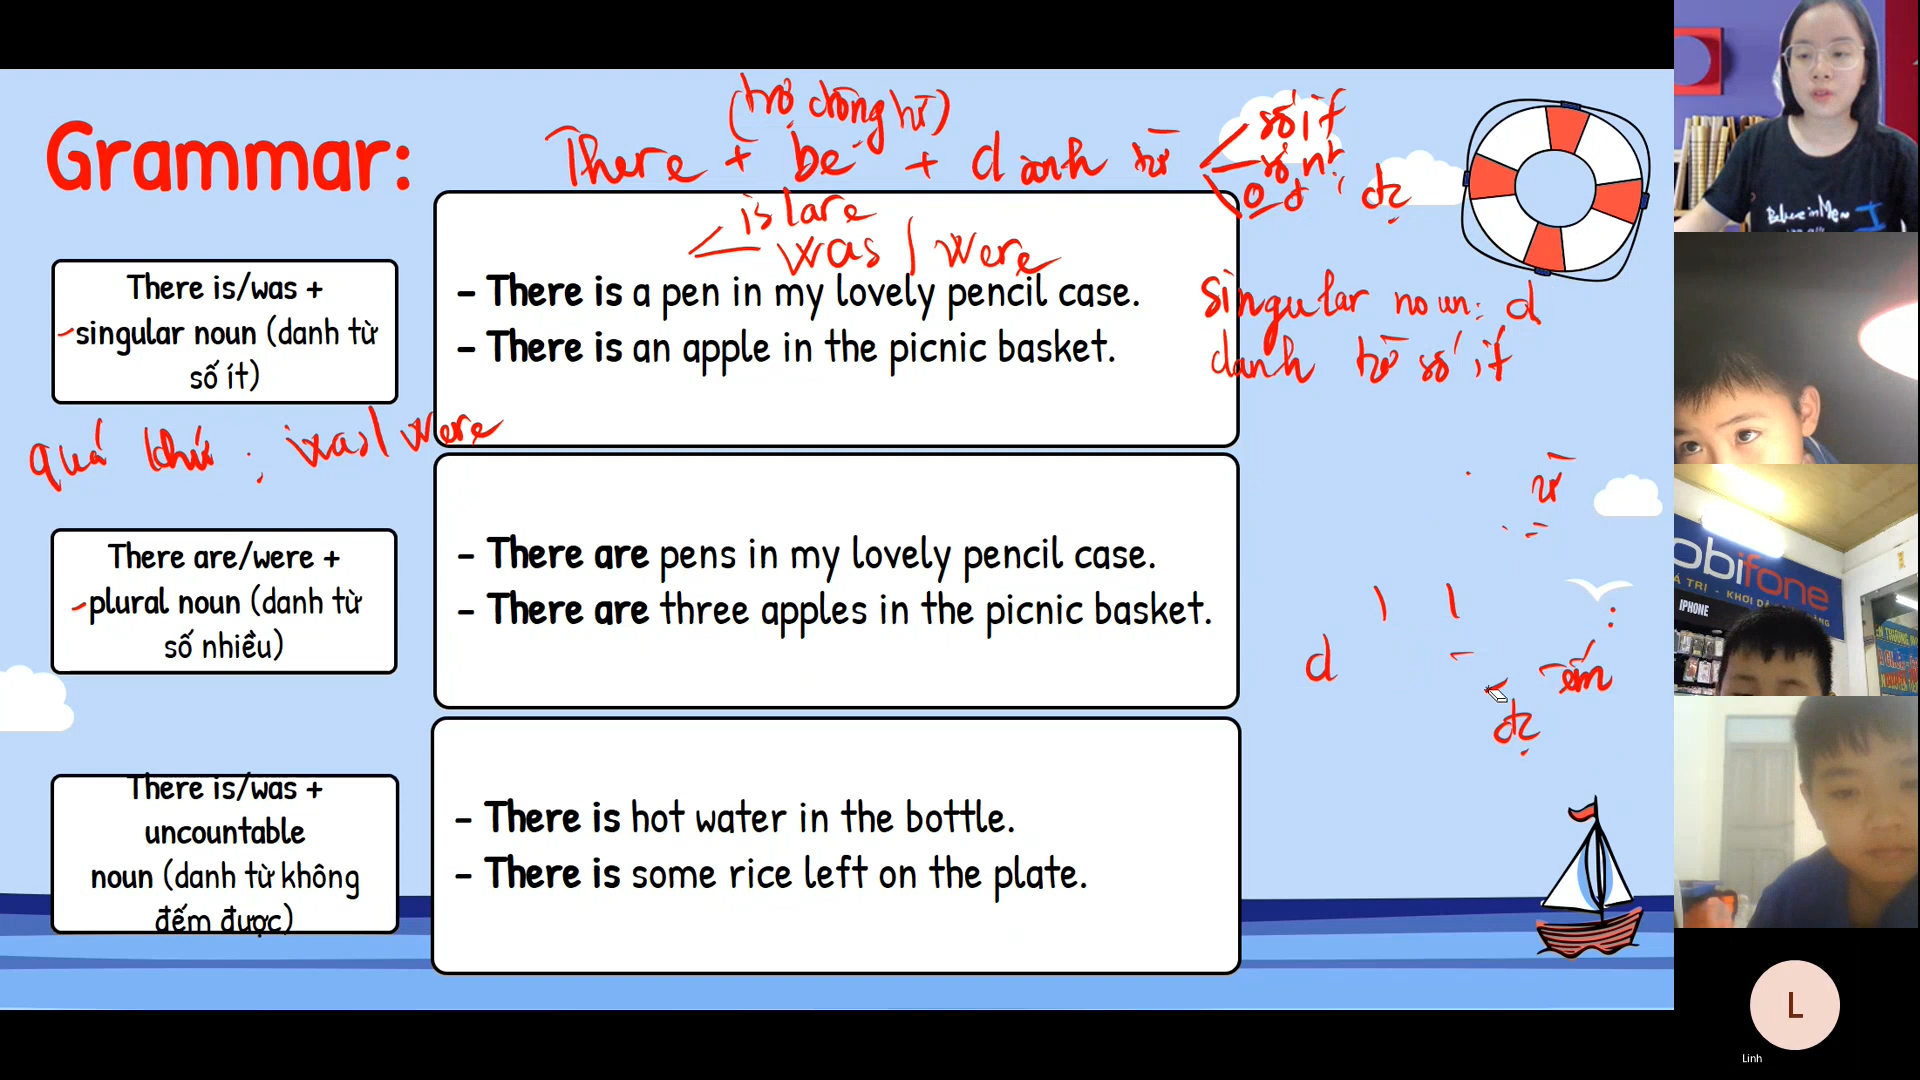 Grammar:
(trợ động từ)
There + be + danh từ
số ít
is/are
was/were
There is/was +
singular noun (danh từ
số ít)
- There is a pen in my lovely pencil case.
- There is an apple in the picnic basket.
singular noun: d
danh từ số ít
quá khứ: was/were
There are/were +
plural noun (danh từ
số nhiều)
- There are pens in my lovely pencil case.
- There are three apples in the picnic basket.
There is/was +
uncountable
noun (danh từ không
đếm được)
- There is hot water in the bottle.
- There is some rice left on the plate.
obifone
IPHONE
L
Linh